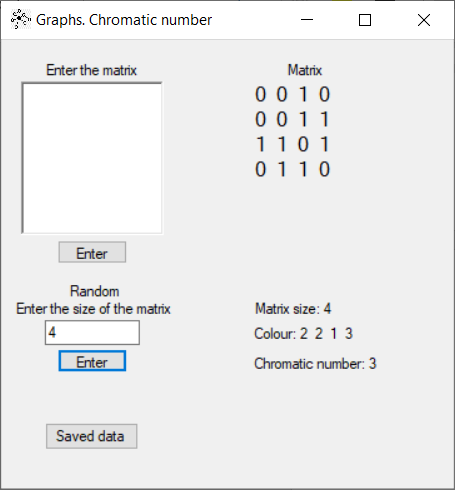 Graphs. Chromatic number
Enter the matrix
Matrix
0 0 1 0
0 0 1 1
1 1 0 1
0 1 1 0
Enter
Random
Enter the size of the matrix
4
Enter
Matrix size: 4
Colour: 2 2 1 3
Chromatic number: 3
Saved data